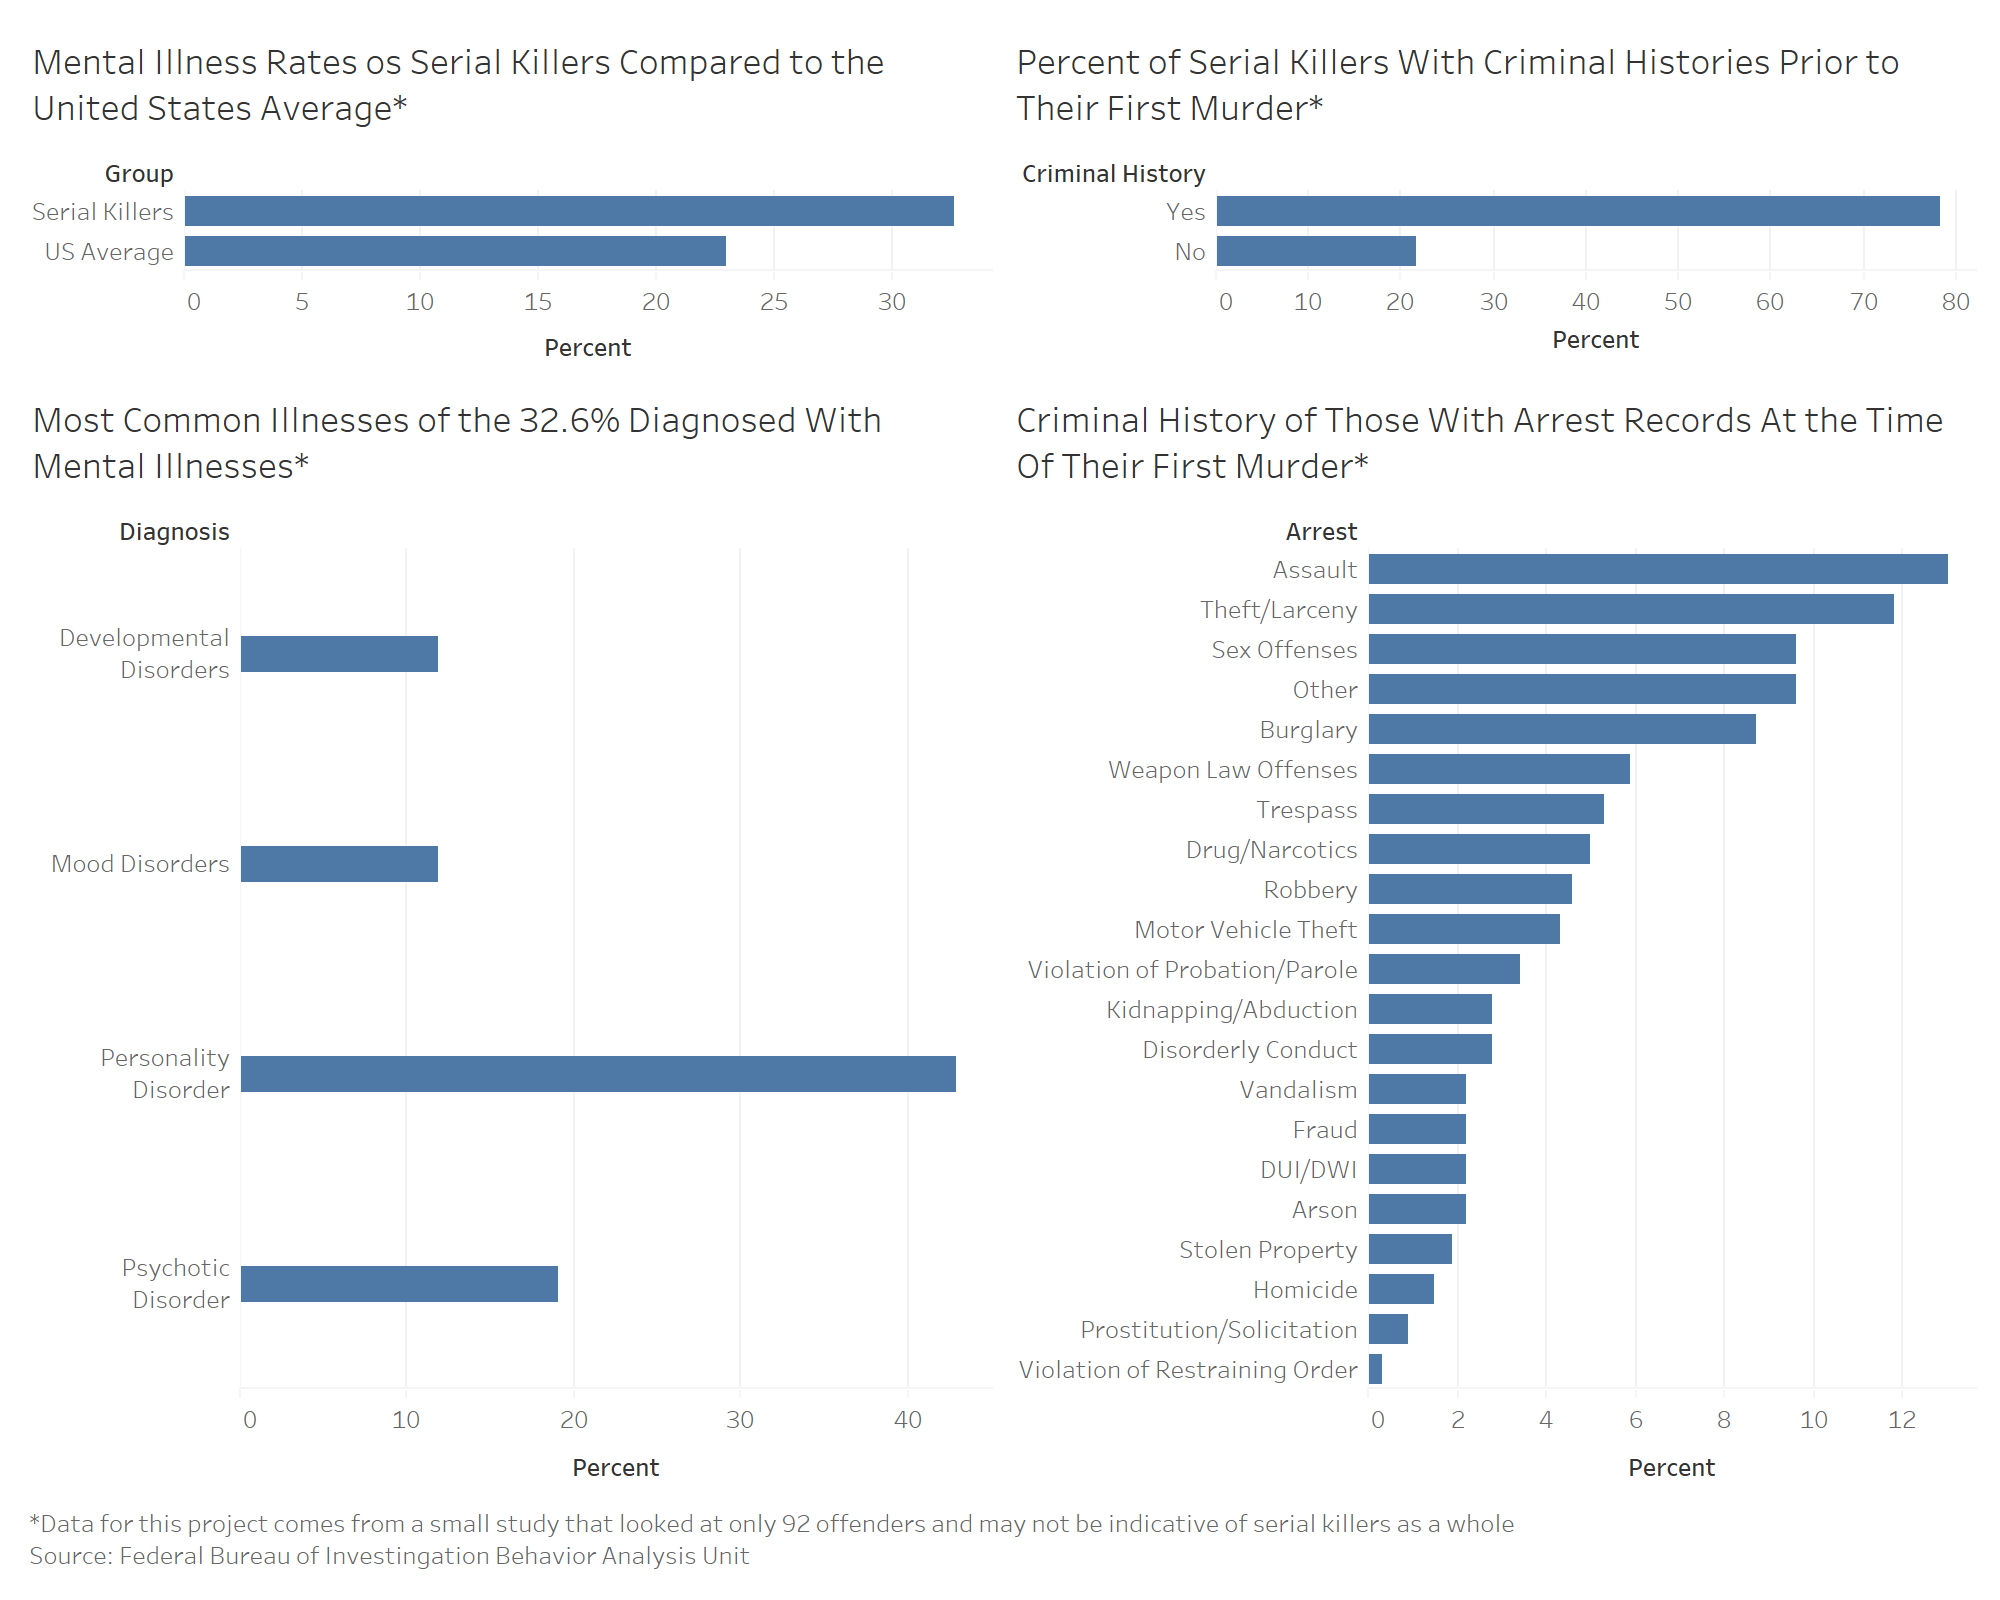 Mental Illness Rates os Serial Killers Compared to the
United States Average*
Group
Serial Killers
US Average
0 5 10 15 20 25 30
Percent
Percent of Serial Killers With Criminal Histories Prior to
Their First Murder*
Criminal History
Yes
No
0 10 20 30 40 50 60 70 80
Percent
Most Common Illnesses of the 32.6% Diagnosed With
Mental Illnesses*
Diagnosis
Developmental
Disorders
Mood Disorders
Personality
Disorder
Psychotic
Disorder
0 10 20 30 40
Percent
Criminal History of Those With Arrest Records At the Time
Of Their First Murder*
Arrest
Assault
Theft/Larceny
Sex Offenses
Other
Burglary
Weapon Law Offenses
Trespass
Drug/Narcotics
Robbery
Motor Vehicle Theft
Violation of Probation/Parole
Kidnapping/Abduction
Disorderly Conduct
Vandalism
Fraud
DUI/DWI
Arson
Stolen Property
Homicide
Prostitution/Solicitation
Violation of Restraining Order
0 2 4 6 8 10 12
Percent
*Data for this project comes from a small study that looked at only 92 offenders and may not be indicative of serial killers as a whole
Source: Federal Bureau of Investingation Behavior Analysis Unit